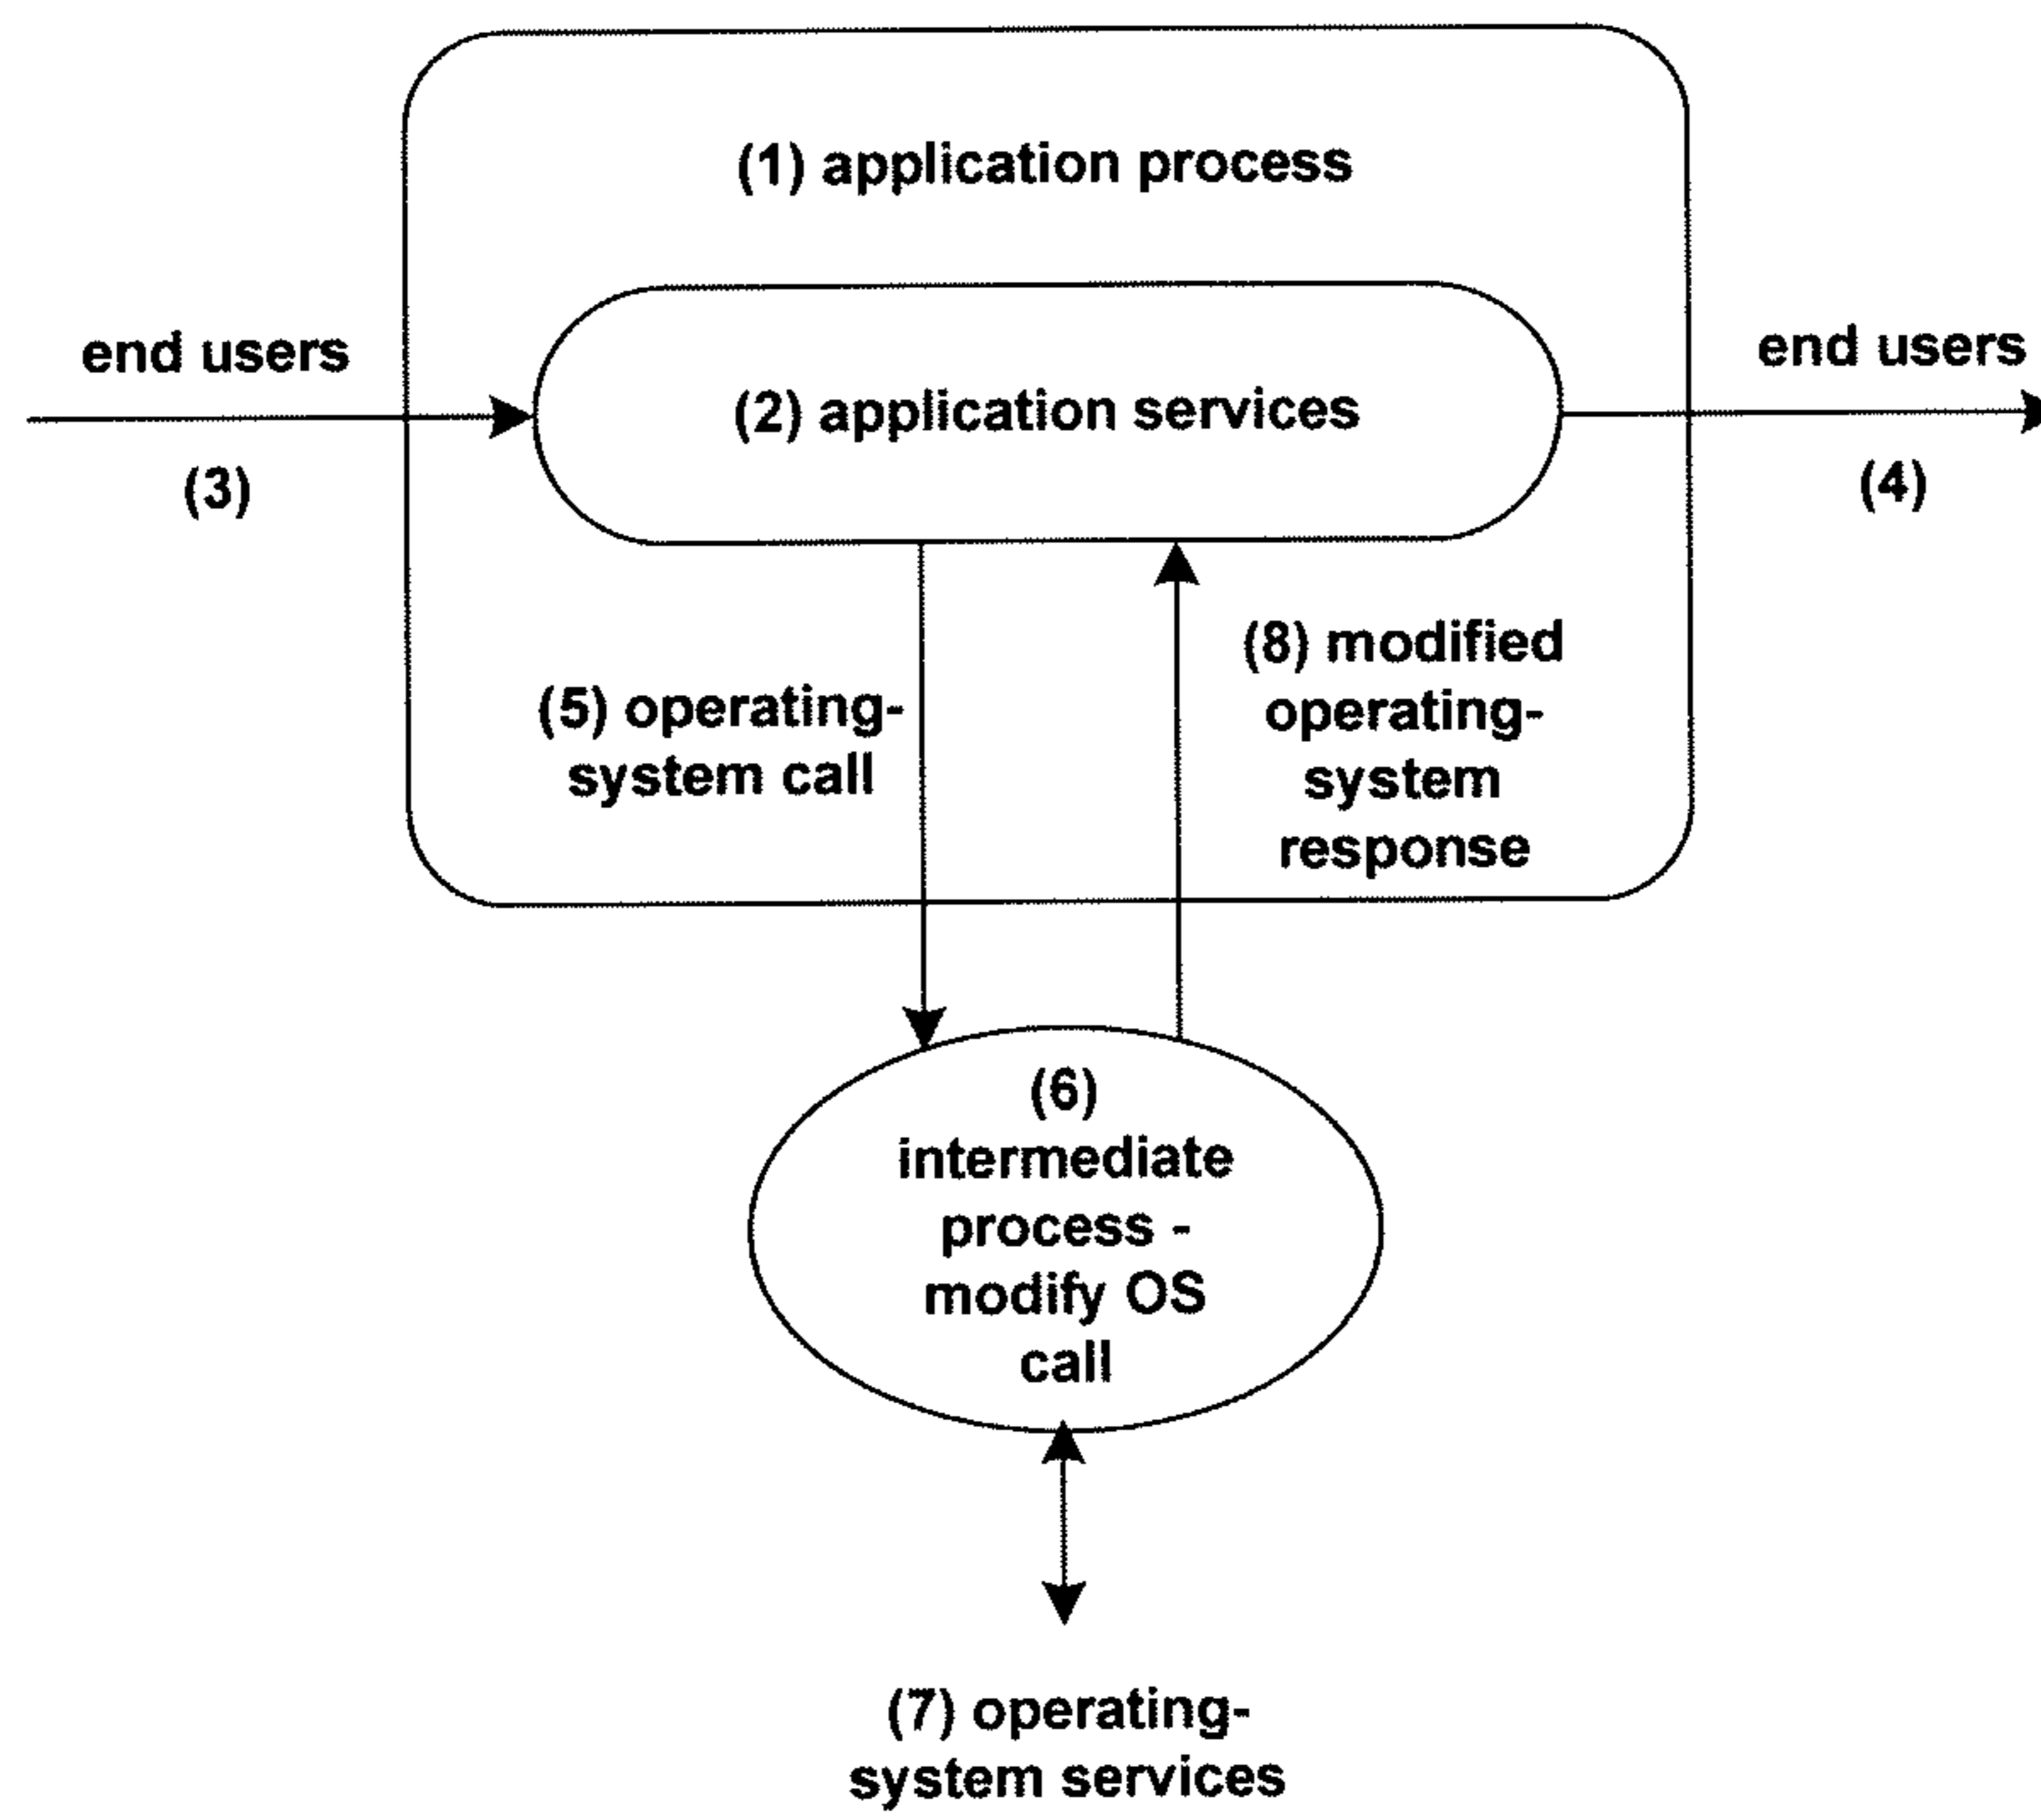 (1) application process
end users
(3)
(2) application services
end users
(4)
(5) operating-
system call
(8) modified
operating-
system
response
(6)
intermediate
process -
modify OS
call
(7) operating-
system services